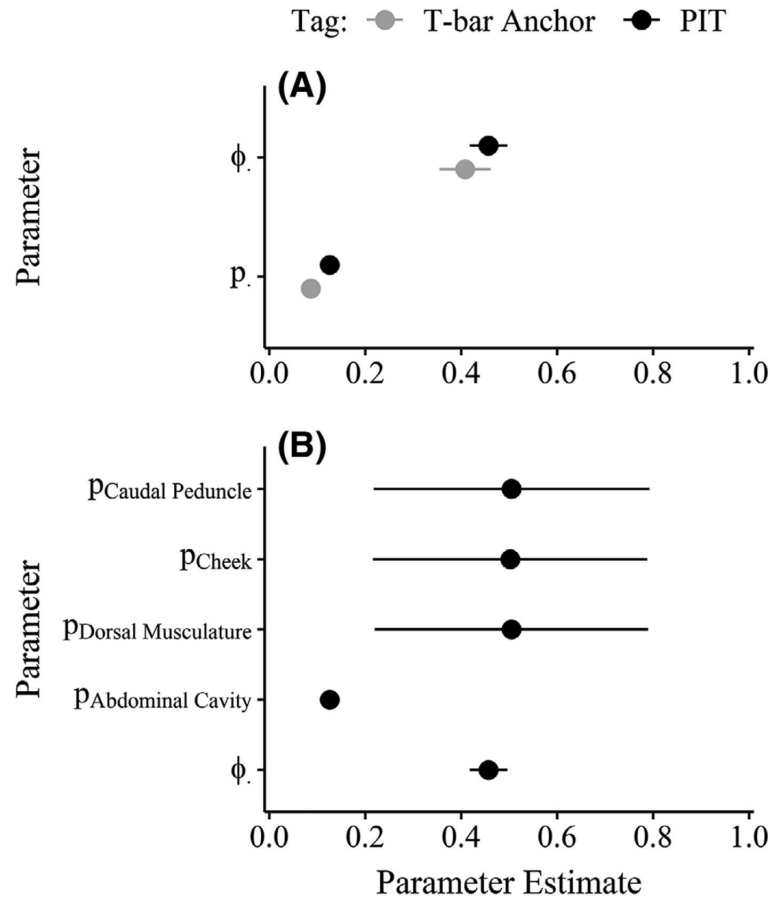 Tag: T-bar Anchor PIT
(A)
Parameter
ϕ.
p.
0.0 0.2 0.4 0.6 0.8 1.0
(B)
Parameter
pCaudal Peduncle
pCheek
pDorsal Musculature
pAbdominal Cavity
ϕ.
0.0 0.2 0.4 0.6 0.8 1.0
Parameter Estimate